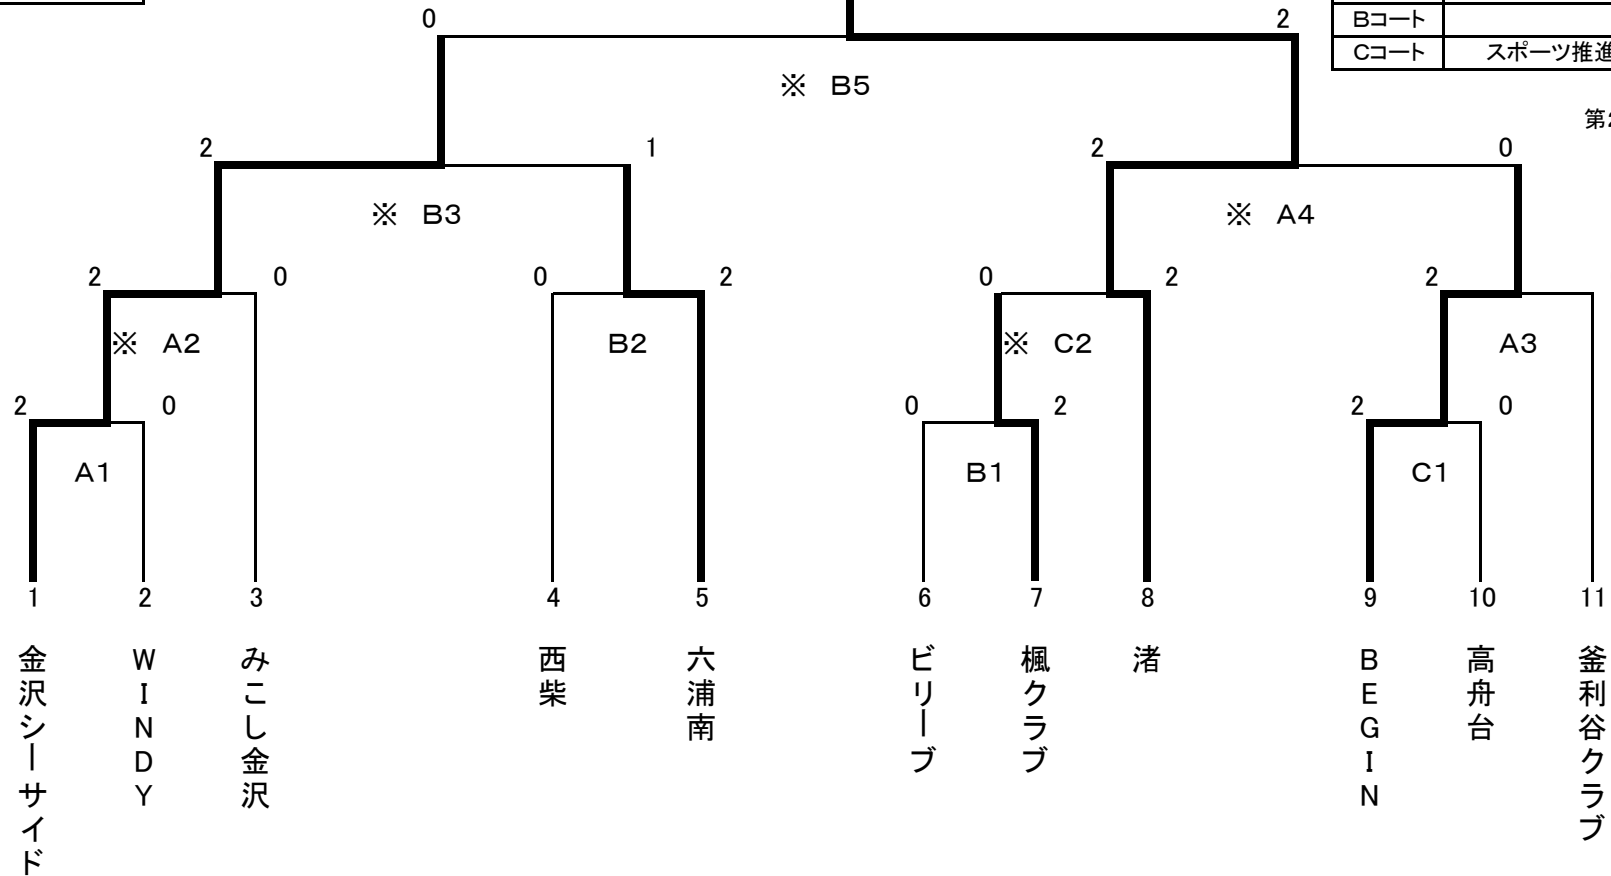 0
2
Bコート
Cコート
スポーツ推進
※ B5
第2
2
1
2
0
※ B3
※ A4
2
0
0
2
0
2
2
※ A2
B2
※ C2
A3
2
0
0
2
2
0
A1
B1
C1
1
2
3
4
5
6
7
8
9
10
11
金沢シーサイド
WINDY
みこし金沢
西柴
六浦南
ビリーブ
楓クラブ
渚
BEGIN
高舟台
釜利谷クラブ